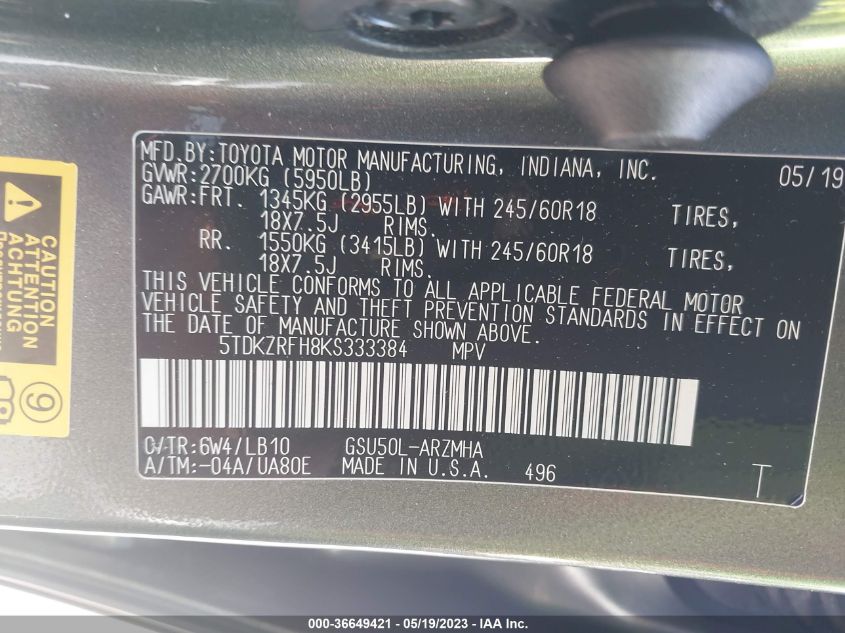 MFD.BY:TOYOTA MOTOR MANUFACTURING, INDIANA, INC. 05/19
GVWR:2700KG (5950LB)
GAWR:FRT. 1345KG (2955LB) WITH 245/60R18 TIRES,
18X7.5J RIMS.
RR. 1550KG (3415LB) WITH 245/60R18 TIRES,
18X7.5J RIMS.
THIS VEHICLE CONFORMS TO ALL APPLICABLE FEDERAL MOTOR
VEHICLE SAFETY AND THEFT PREVENTION STANDARDS IN EFFECT ON
THE DATE OF MANUFACTURE SHOWN ABOVE.
5TDKZRFH8KS333384 MPV
C/TR:6W4/LB10 GSU50L-ARZMHA
A/TM:-04A/UA80E MADE IN U.S.A. 496 T
CAUTION
ATTENTION
ACHTUNG
9
000-36649421 - 05/19/2023 - IAA Inc.